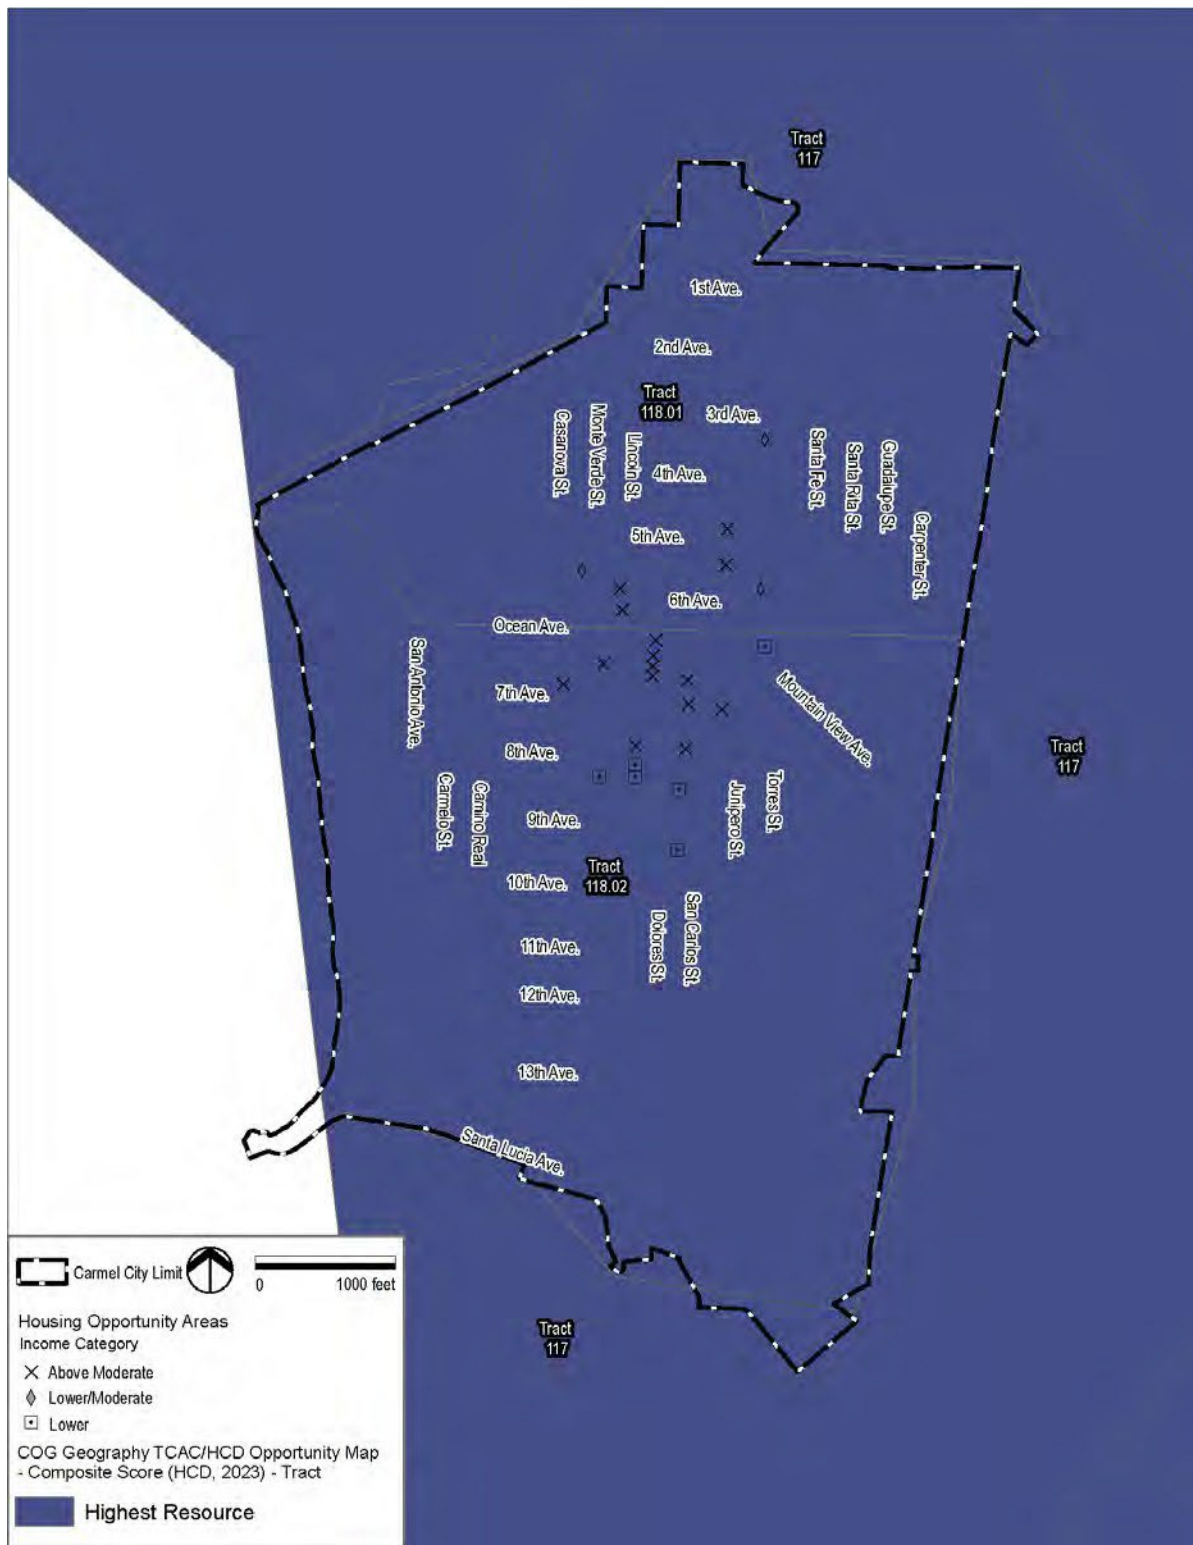 Tract
117
1st Ave.
2nd Ave.
Tract
118.01
3rd Ave.
Casanova St.
Monte Verde St.
Lincoln St.
4th Ave.
Santa Fe St.
Santa Rita St.
Guadalupe St.
Carpenter St.
5th Ave.
6th Ave.
Ocean Ave.
San Antonio Ave.
7th Ave.
Mountain View Ave.
Tract
117
8th Ave.
Carmelo St.
Camino Real
Junipero St.
Torres St.
9th Ave.
Tract
118.02
10th Ave.
Dolores St.
San Carlos St.
11th Ave.
12th Ave.
13th Ave.
Santa Lucia Ave.
Tract
117
Carmel City Limit
0 1000 feet
Housing Opportunity Areas
Income Category
Above Moderate
Lower/Moderate
Lower
COG Geography TCAC/HCD Opportunity Map
- Composite Score (HCD, 2023) - Tract
Highest Resource